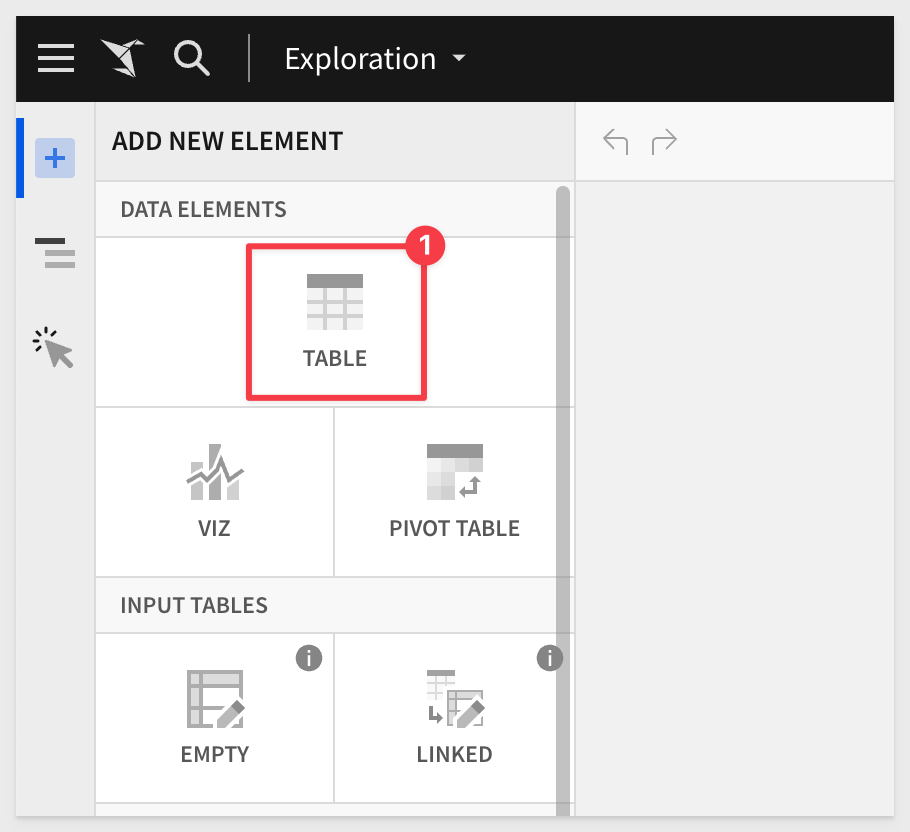 Exploration
ADD NEW ELEMENT
DATA ELEMENTS
1
TABLE
VIZ
PIVOT TABLE
INPUT TABLES
i
i
EMPTY
LINKED